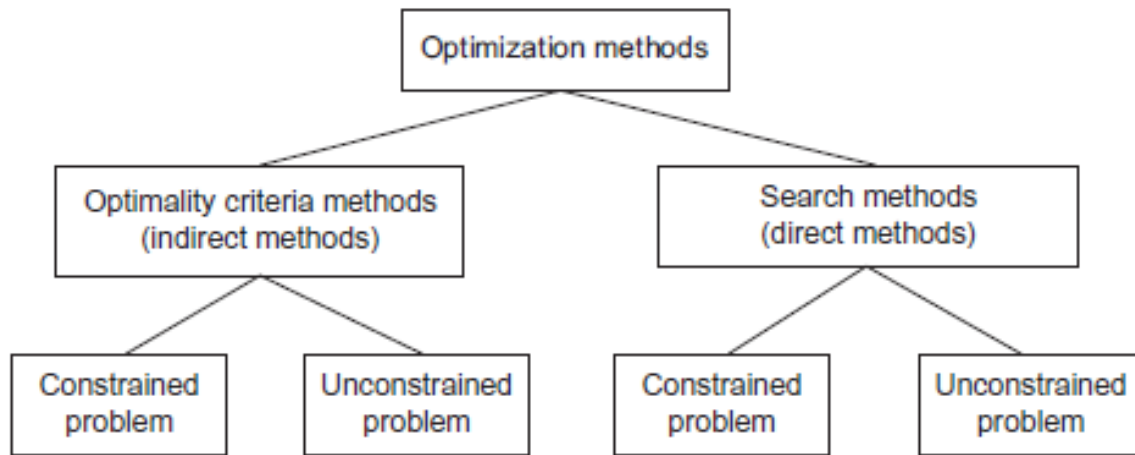 Optimization methods
Optimality criteria methods
(indirect methods)
Search methods
(direct methods)
Constrained
problem
Unconstrained
problem
Constrained
problem
Unconstrained
problem